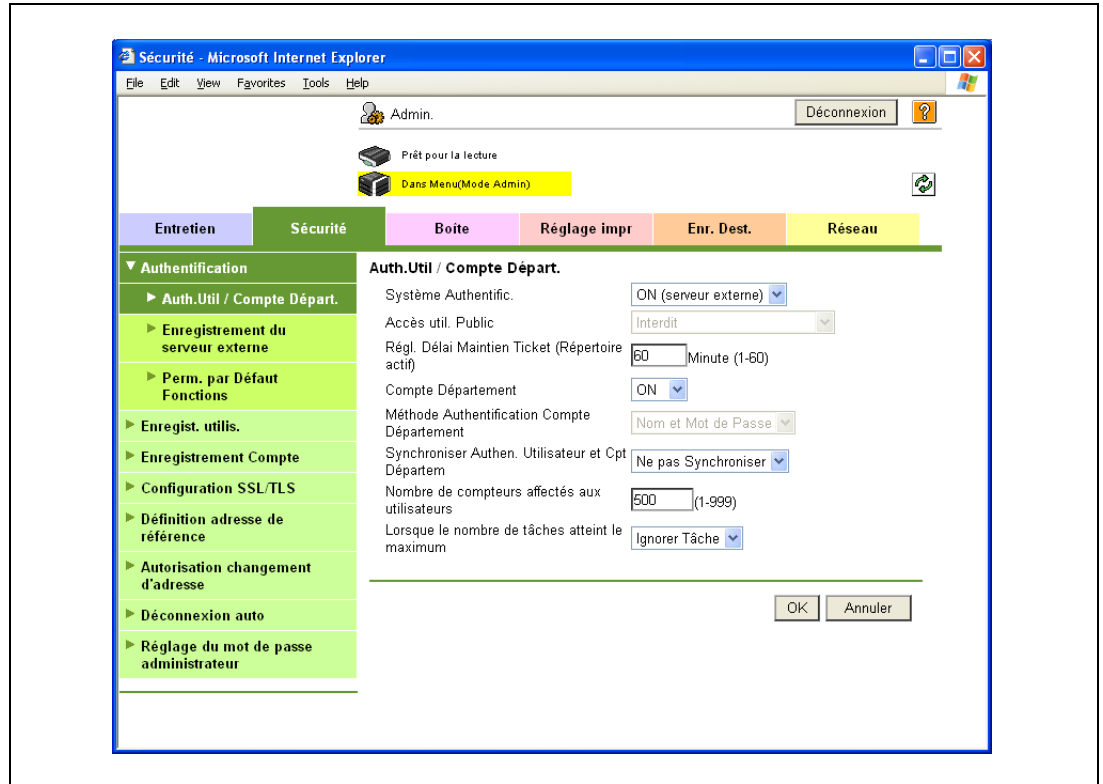 Sécurité - Microsoft Internet Explorer
File Edit View Favorites Tools Help
Admin.
Déconnexion
?
Prêt pour la lecture
Dans Menu(Mode Admin)
Entretien Sécurité Boite Réglage impr Enr. Dest. Réseau
Authentification
Auth.Util / Compte Départ.
Enregistrement du
serveur externe
Perm. par Défaut
Fonctions
Enregist. utilis.
Enregistrement Compte
Configuration SSL/TLS
Définition adresse de
référence
Autorisation changement
d'adresse
Déconnexion auto
Réglage du mot de passe
administrateur
Auth.Util / Compte Départ.
Système Authentific. ON (serveur externe)
Accès util. Public Interdit
Régl. Délai Maintien Ticket (Répertoire
actif)
60 Minute (1-60)
Compte Département ON
Méthode Authentification Compte
Département
Nom et Mot de Passe
Synchroniser Authen. Utilisateur et Cpt
Départem
Ne pas Synchroniser
Nombre de compteurs affectés aux
utilisateurs
500 (1-999)
Lorsque le nombre de tâches atteint le
maximum
Ignorer Tâche
OK Annuler